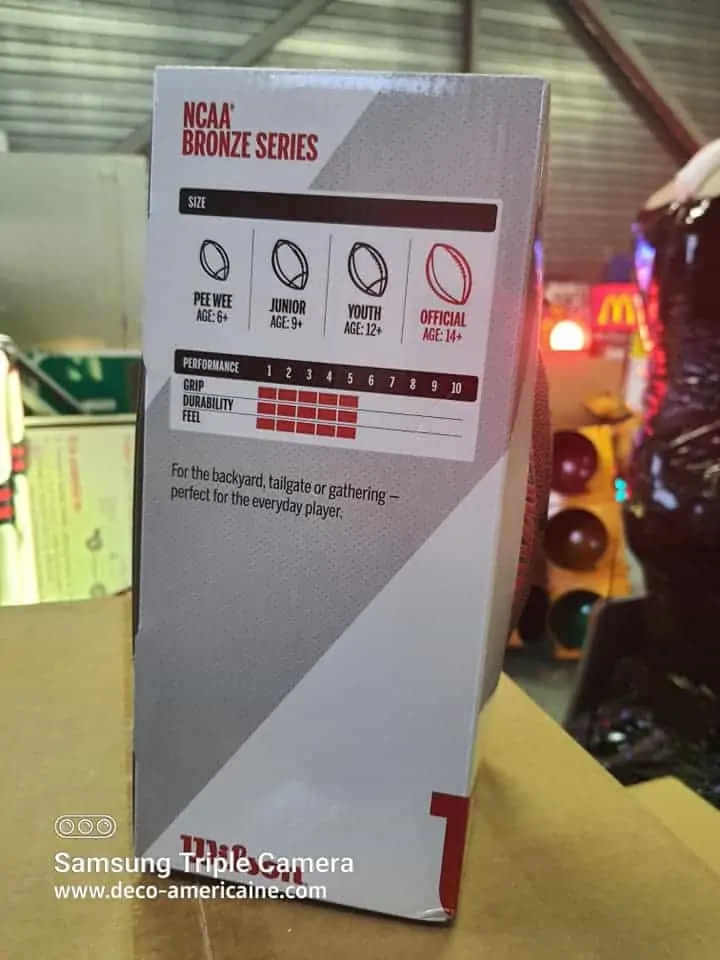 NCAA®
BRONZE SERIES
SIZE
PEE WEE
AGE: 6+
JUNIOR
AGE: 9+
YOUTH
AGE: 12+
OFFICIAL
AGE: 14+
PERFORMANCE 1 2 3 4 5 6 7 8 9 10
GRIP
DURABILITY
FEEL
For the backyard, tailgate or gathering –
perfect for the everyday player.
Wilson
Samsung Triple Camera
www.deco-americaine.com